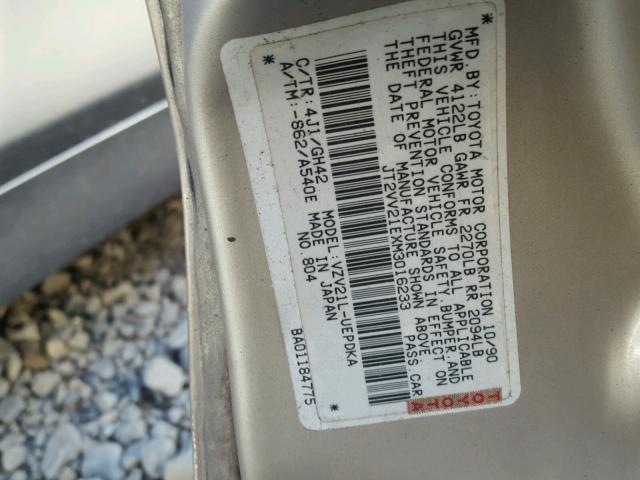 MFD. BY: TOYOTA MOTOR CORPORATION 10/90
GVWR 4122LB GAWR FR 2270LB RR 2094LB
THIS VEHICLE CONFORMS TO ALL APPLICABLE
FEDERAL MOTOR VEHICLE SAFETY, BUMPER, AND
THEFT PREVENTION STANDARDS IN EFFECT ON
THE DATE OF MANUFACTURE SHOWN ABOVE.
* JT2VV21EXM3016233 PASS. CAR
TOYOTA
MODEL: VZV21L-UEPDKA *
C/TR: 4J1/GH42 MADE IN JAPAN
A/TM: -862/A540E NO. 804
* BA01184775